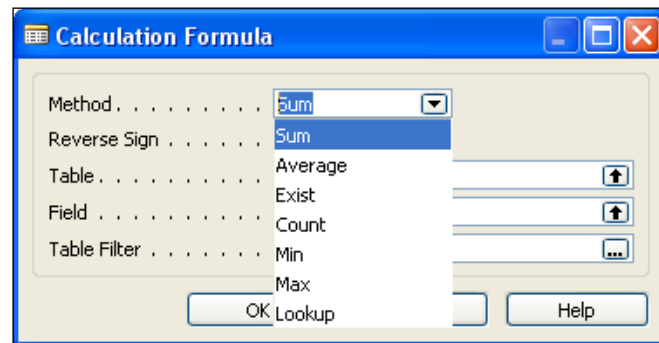 Calculation Formula
Method . . . . . . . . . Sum
Sum
Reverse Sign . . . . . .
Average
Table . . . . . . . . . .
Exist
Field . . . . . . . . . .
Count
Table Filter . . . . . . .
Min
Max
OK
Lookup
Help